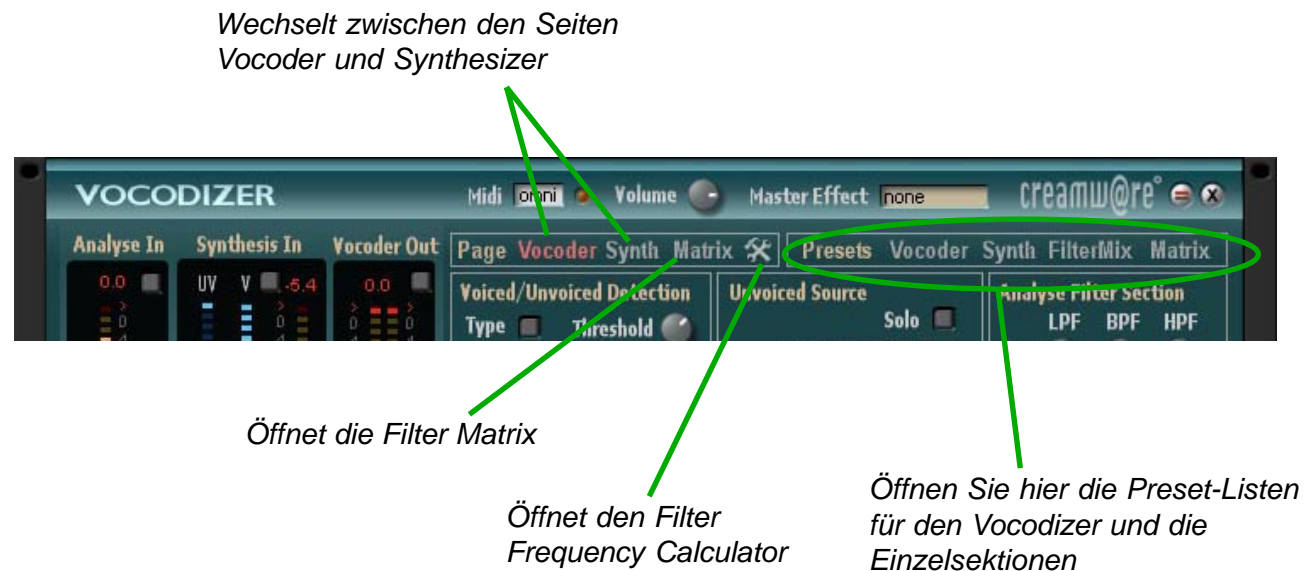 Wechselt zwischen den Seiten
Vocoder und Synthesizer
VOCODIZER
Midi omni Volume Master Effect none creamw@re°
Analyse In Synthesis In Vocoder Out
Page Vocoder Synth Matrix Presets Vocoder Synth FilterMix Matrix
0.0 UV V -5.4 0.0
Voiced/Unvoiced Detection Unvoiced Source Analyse Filter Section
Type Threshold Solo LPF BPF HPF
Öffnet die Filter Matrix
Öffnet den Filter
Frequency Calculator
Öffnen Sie hier die Preset-Listen
für den Vocodizer und die
Einzelsektionen